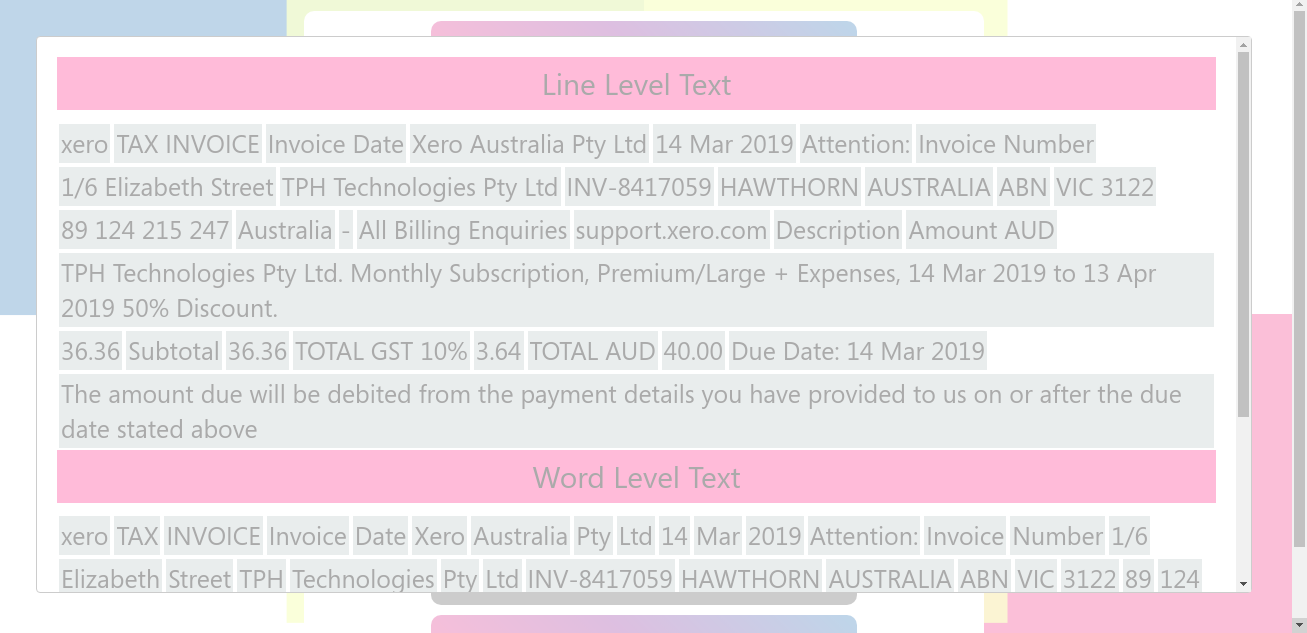 Line Level Text
xero TAX INVOICE Invoice Date Xero Australia Pty Ltd 14 Mar 2019 Attention: Invoice Number
1/6 Elizabeth Street TPH Technologies Pty Ltd INV-8417059 HAWTHORN AUSTRALIA ABN VIC 3122
89 124 215 247 Australia - All Billing Enquiries support.xero.com Description Amount AUD
TPH Technologies Pty Ltd. Monthly Subscription, Premium/Large + Expenses, 14 Mar 2019 to 13 Apr
2019 50% Discount.
36.36 Subtotal 36.36 TOTAL GST 10% 3.64 TOTAL AUD 40.00 Due Date: 14 Mar 2019
The amount due will be debited from the payment details you have provided to us on or after the due
date stated above
Word Level Text
xero TAX INVOICE Invoice Date Xero Australia Pty Ltd 14 Mar 2019 Attention: Invoice Number 1/6
Elizabeth Street TPH Technologies Pty Ltd INV-8417059 HAWTHORN AUSTRALIA ABN VIC 3122 89 124